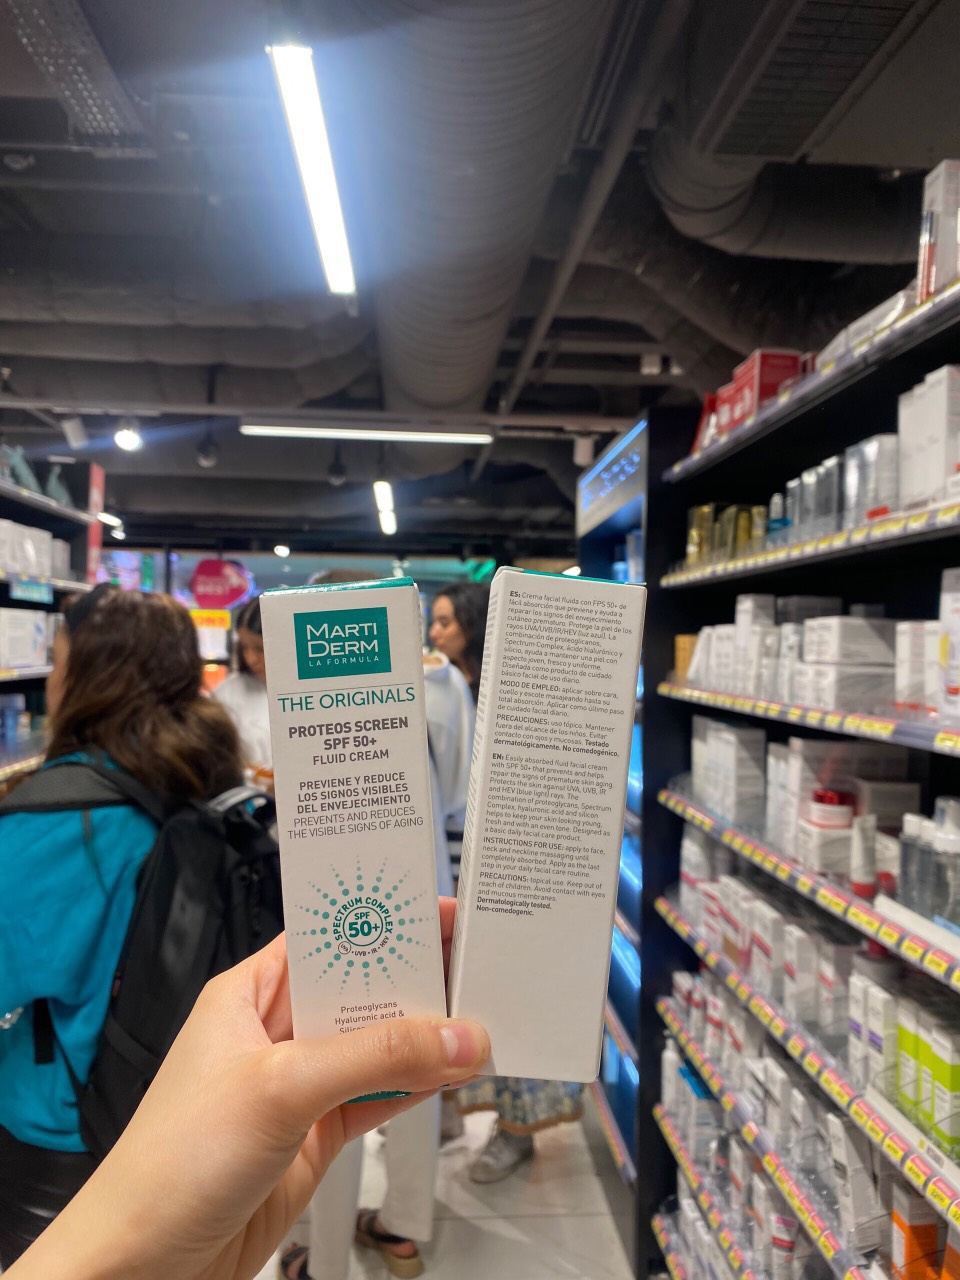 MARTI
DERM
LA FORMULA
THE ORIGINALS
PROTEOS SCREEN
SPF 50+
FLUID CREAM
PREVIENE Y REDUCE
LOS SIGNOS VISIBLES
DEL ENVEJECIMIENTO
PREVENTS AND REDUCES
THE VISIBLE SIGNS OF AGING
SPECTRUM COMPLEX
SPF
50+
UVA • UVB • IR • HEV
Proteoglycans
Hyaluronic acid &
ES: Crema facial fluida con FPS 50+ de
fácil absorción que previene y ayuda a
reparar los signos del envejecimiento
cutáneo prematuro. Protege la piel de los
rayos UVA/UVB/IR/HEV (luz azul). La
combinación de proteoglicanos,
Spectrum Complex, ácido hialurónico y
silicio, ayuda a mantener una piel con
aspecto joven, fresco y uniforme.
Diseñada como producto de cuidado
básico facial de uso diario.
MODO DE EMPLEO: aplicar sobre cara,
cuello y escote masajeando hasta su
total absorción. Aplicar como último paso
de cuidado facial diario.
PRECAUCIONES: uso tópico. Mantener
fuera del alcance de los niños. Evitar
contacto con ojos y mucosas. Testado
dermatológicamente. No comedogénico.
EN: Easily absorbed fluid facial cream
with SPF 50+ that prevents and helps
repair the signs of premature skin aging.
Protects the skin against UVA, UVB, IR
and HEV (blue light) rays. The
combination of proteoglycans, Spectrum
Complex, hyaluronic acid and silicon
helps to keep your skin looking young,
fresh and with an even tone. Designed as
a basic daily facial care product.
INSTRUCTIONS FOR USE: apply to face,
neck and neckline massaging until
completely absorbed. Apply as the last
step in your daily facial care routine.
PRECAUTIONS: topical use. Keep out of
reach of children. Avoid contact with eyes
and mucous membranes.
Dermatologically tested.
Non-comedogenic.
BEST